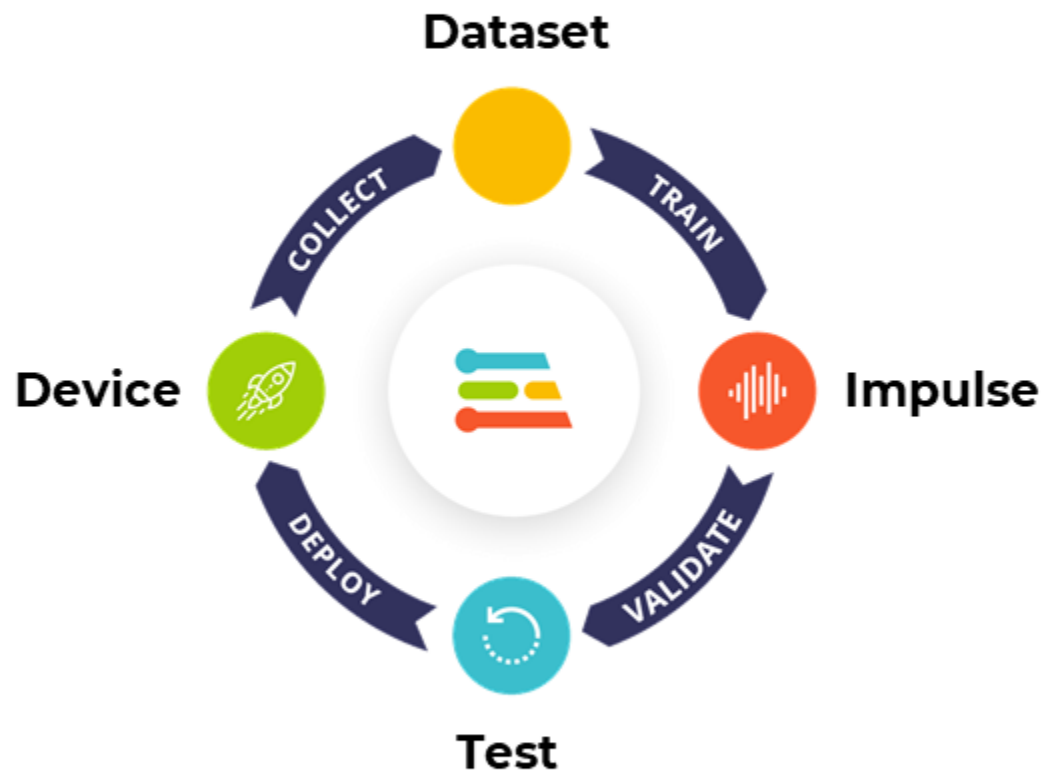 Dataset
COLLECT
TRAIN
Device
Impulse
DEPLOY
VALIDATE
Test